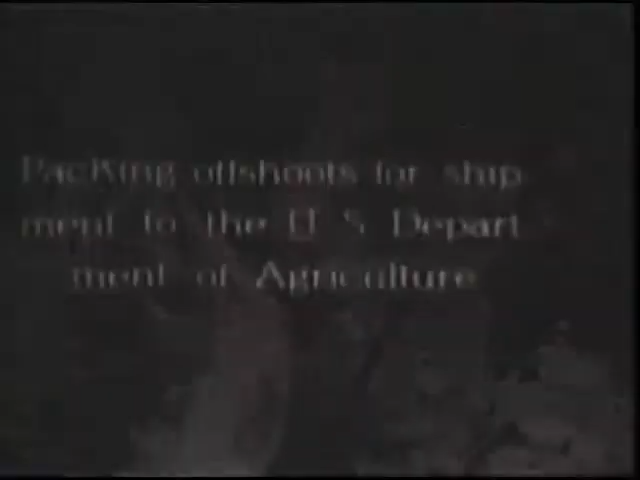 Packing offshoots for ship
ment to the U S Depart
ment of Agriculture